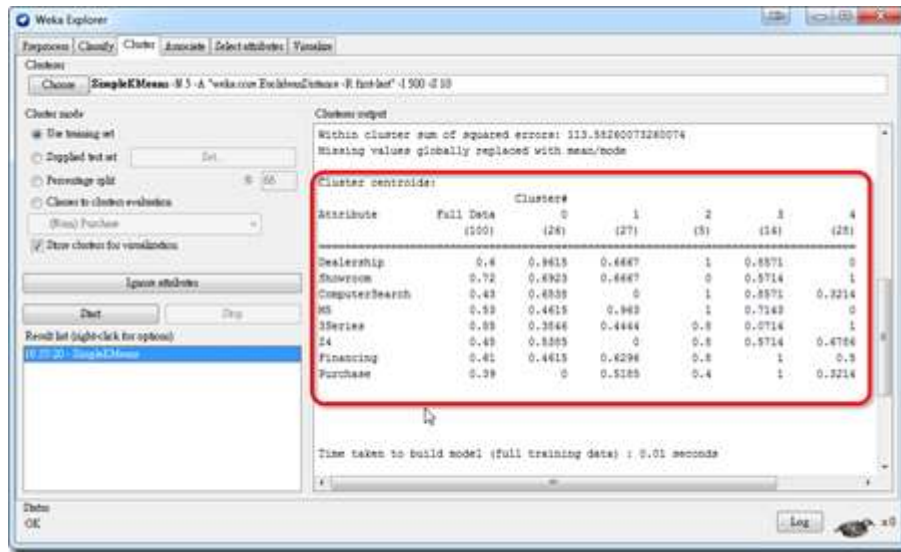 Weka Explorer
Preprocess Classify Cluster Associate Select attributes Visualize
Clusterer
Choose SimpleKMeans -N 5 -A "weka.core.EuclideanDistance -R first-last" -I 500 -S 10
Cluster mode
Use training set
Supplied test set Set...
Percentage split % 66
Classes to clusters evaluation
(Num) Purchase
Store clusters for visualization
Ignore attributes
Start Stop
Result list (right-click for options)
SimpleKMeans
Clusterer output
Within cluster sum of squared errors: 113.58260073260074
Missing values globally replaced with mean/mode
Cluster centroids:
Cluster#
Attribute Full Data 0 1 2 3 4
(100) (26) (27) (5) (14) (28)
Dealership 0.6 0.9615 0.6667 1 0.8571 0
Showroom 0.72 0.6923 0.6667 0 0.5714 1
ComputerSearch 0.43 0.6538 0 1 0.8571 0.3214
M5 0.53 0.4615 0.963 1 0.7143 0
3Series 0.55 0.3846 0.4444 0.8 0.0714 1
Z4 0.45 0.5385 0 0.8 0.5714 0.6786
Financing 0.61 0.4615 0.6296 0.8 1 0.5
Purchase 0.39 0 0.5185 0.4 1 0.3214
Time taken to build model (full training data) : 0.01 seconds
Status
OK
Log
x 0